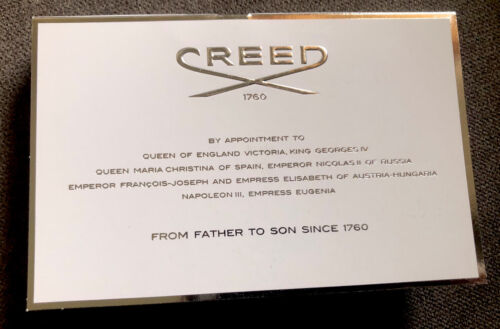 CREED
1760
BY APPOINTMENT TO
QUEEN OF ENGLAND VICTORIA, KING GEORGES IV
QUEEN MARIA CHRISTINA OF SPAIN, EMPEROR NICOLAS II OF RUSSIA
EMPEROR FRANÇOIS-JOSEPH AND EMPRESS ELISABETH OF AUSTRIA-HUNGARIA
NAPOLEON III, EMPRESS EUGENIA
FROM FATHER TO SON SINCE 1760